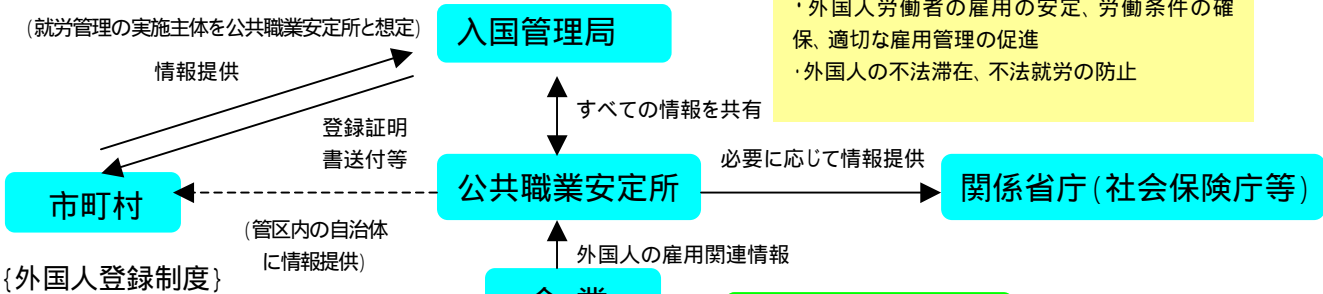 ・外国人労働者の雇用の安定、労働条件の確
保、適切な雇用管理の促進
・外国人の不法滞在、不法就労の防止
(就労管理の実施主体を公共職業安定所と想定)
入国管理局
情報提供
すべての情報を共有
登録証明
書送付等
必要に応じて情報提供
市町村
公共職業安定所
関係省庁(社会保険庁等)
(管区内の自治体
に情報提供)
外国人の雇用関連情報
{外国人登録制度}
企業